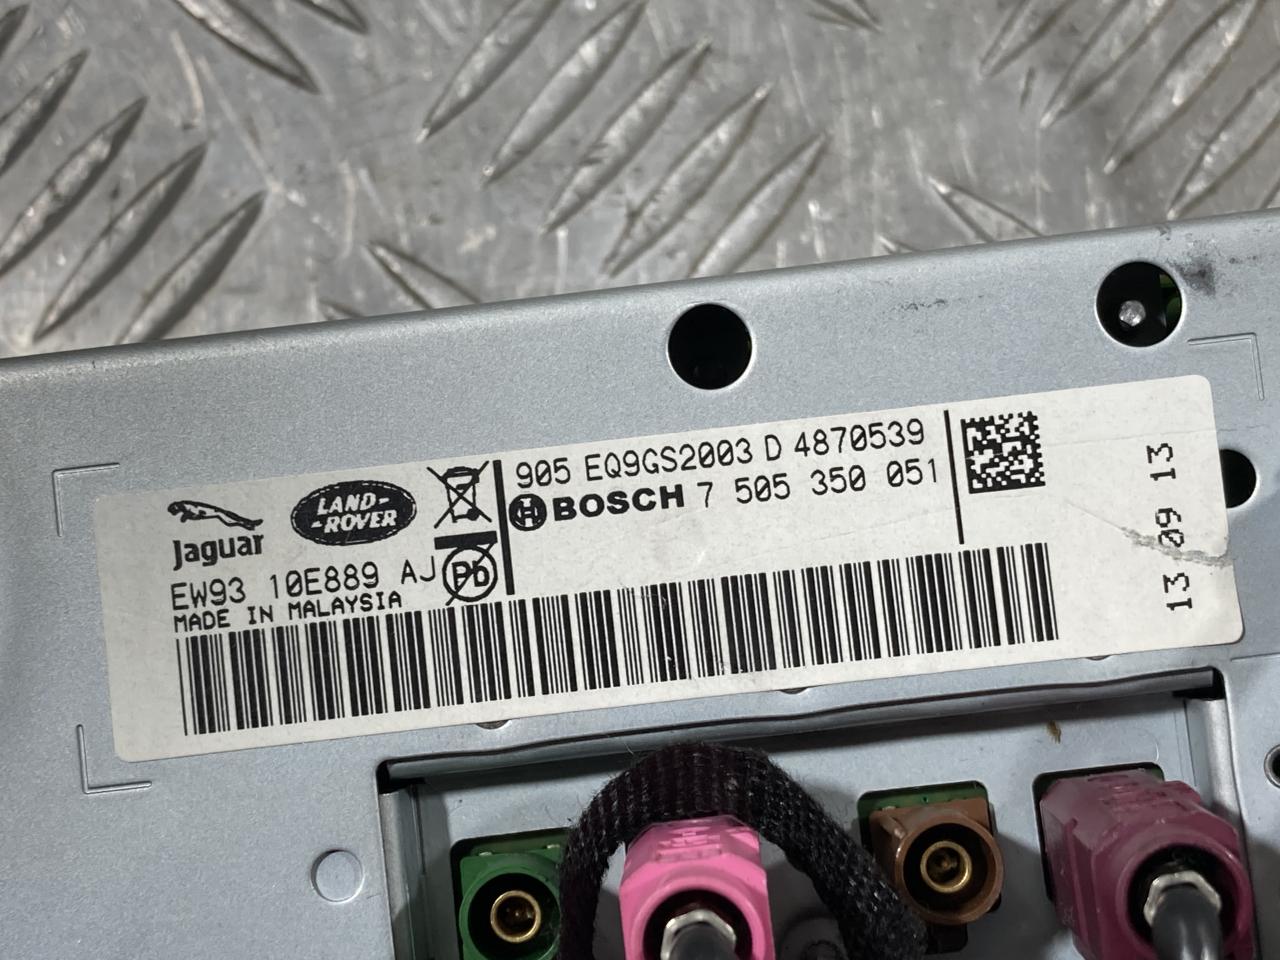 Jaguar
LAND-
-ROVER
EW93 10E889 AJ
MADE IN MALAYSIA
Pb
905 EQ9GS2003 D 4870539
BOSCH 7 505 350 051
13 09 13